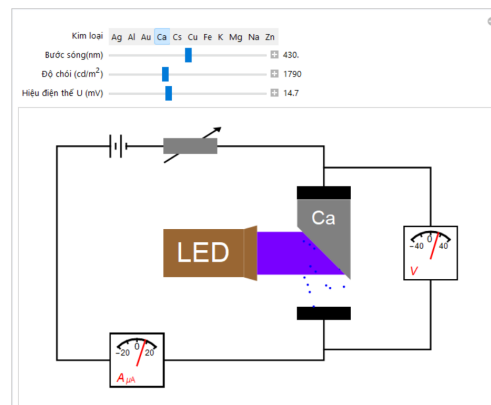 Kim loại Ag Al Au Ca Cs Cu Fe K Mg Na Zn
Bước sóng(nm) 430.
Độ chói (cd/m²) 1790
Hiệu điện thế U (mV) 14.7
Ca
LED
-40 0 40
V
-20 0 20
A μA